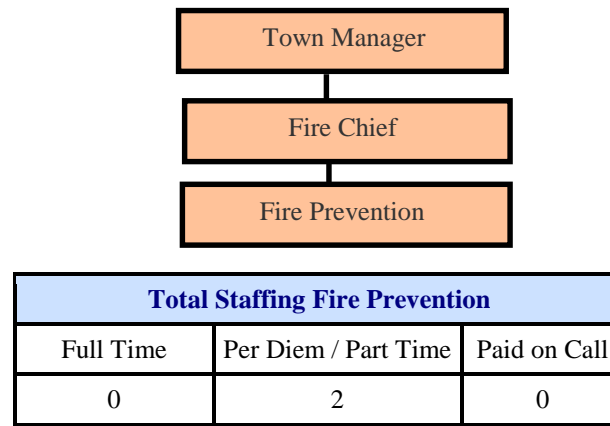 Town Manager
Fire Chief
Fire Prevention
Total Staffing Fire Prevention
Full Time Per Diem / Part Time Paid on Call
0 2 0